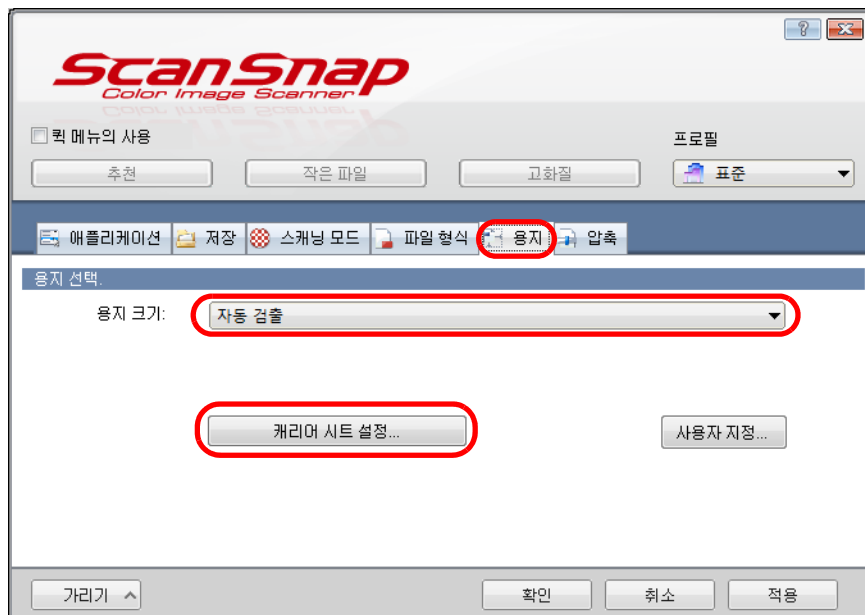 ScanSnap
Color Image Scanner
퀵 메뉴의 사용
프로필
추천 작은 파일 고화질 표준
애플리케이션 저장 스캐닝 모드 파일 형식 용지 압축
용지 선택.
용지 크기: 자동 검출
캐리어 시트 설정... 사용자 지정...
가리기 확인 취소 적용